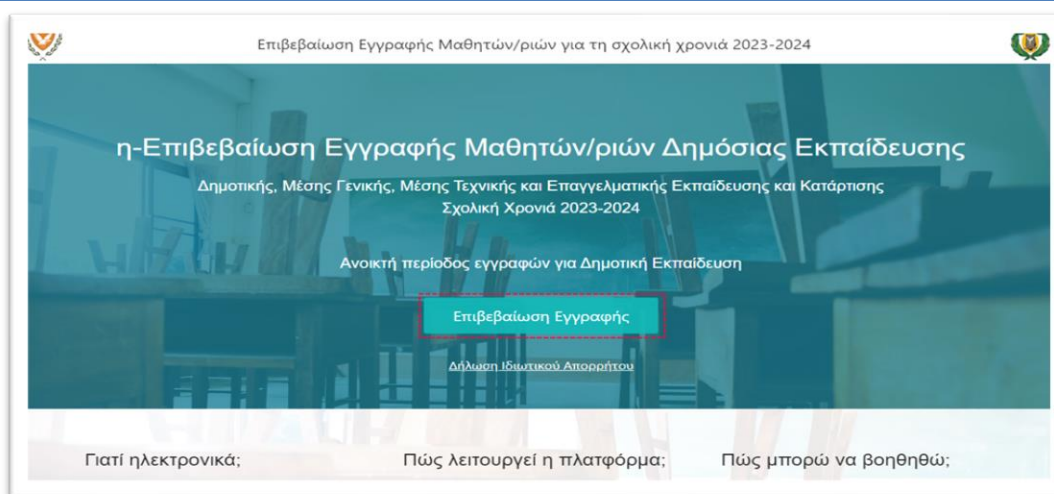 Επιβεβαίωση Εγγραφής Μαθητών/ριών για τη σχολική χρονιά 2023-2024
η-Επιβεβαίωση Εγγραφής Μαθητών/ριών Δημόσιας Εκπαίδευσης
Δημοτικής, Μέσης Γενικής, Μέσης Τεχνικής και Επαγγελματικής Εκπαίδευσης και Κατάρτισης
Σχολική Χρονιά 2023-2024
Ανοικτή περίοδος εγγραφών για Δημοτική Εκπαίδευση
Επιβεβαίωση Εγγραφής
Δήλωση Ιδιωτικού Απορρήτου
Γιατί ηλεκτρονικά; Πώς λειτουργεί η πλατφόρμα; Πώς μπορώ να βοηθηθώ;